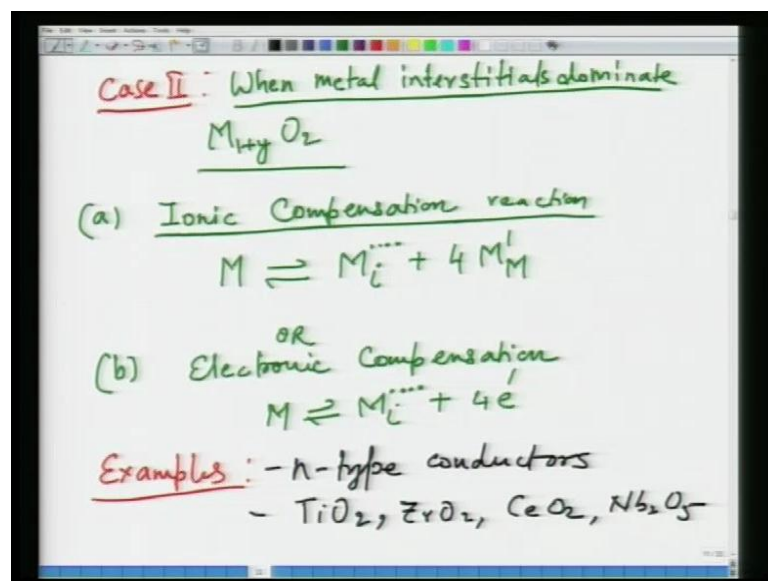 Case II : When metal interstitials dominate
M1+yO2
(a) Ionic Compensation reaction
M ⇌ Mi•••• + 4 M′M
OR
(b) Electronic Compensation
M ⇌ Mi•••• + 4e′
Examples : - n-type conductors
- TiO2, ZrO2, CeO2, Nb2O5